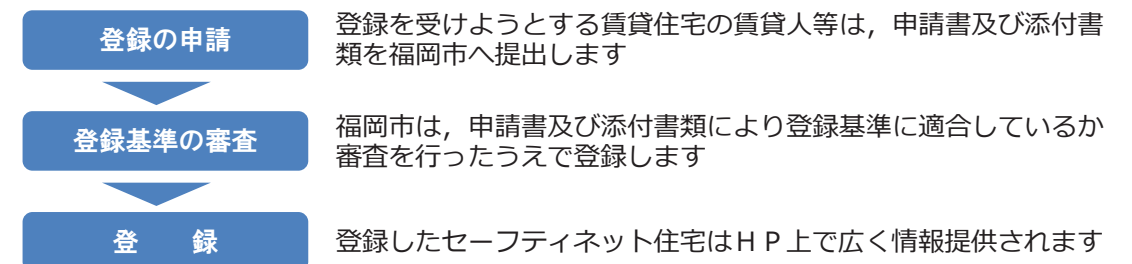 登録の申請
登録を受けようとする賃貸住宅の賃貸人等は，申請書及び添付書
類を福岡市へ提出します
登録基準の審査
福岡市は，申請書及び添付書類により登録基準に適合しているか
審査を行ったうえで登録します
登　　録
登録したセーフティネット住宅はＨＰ上で広く情報提供されます